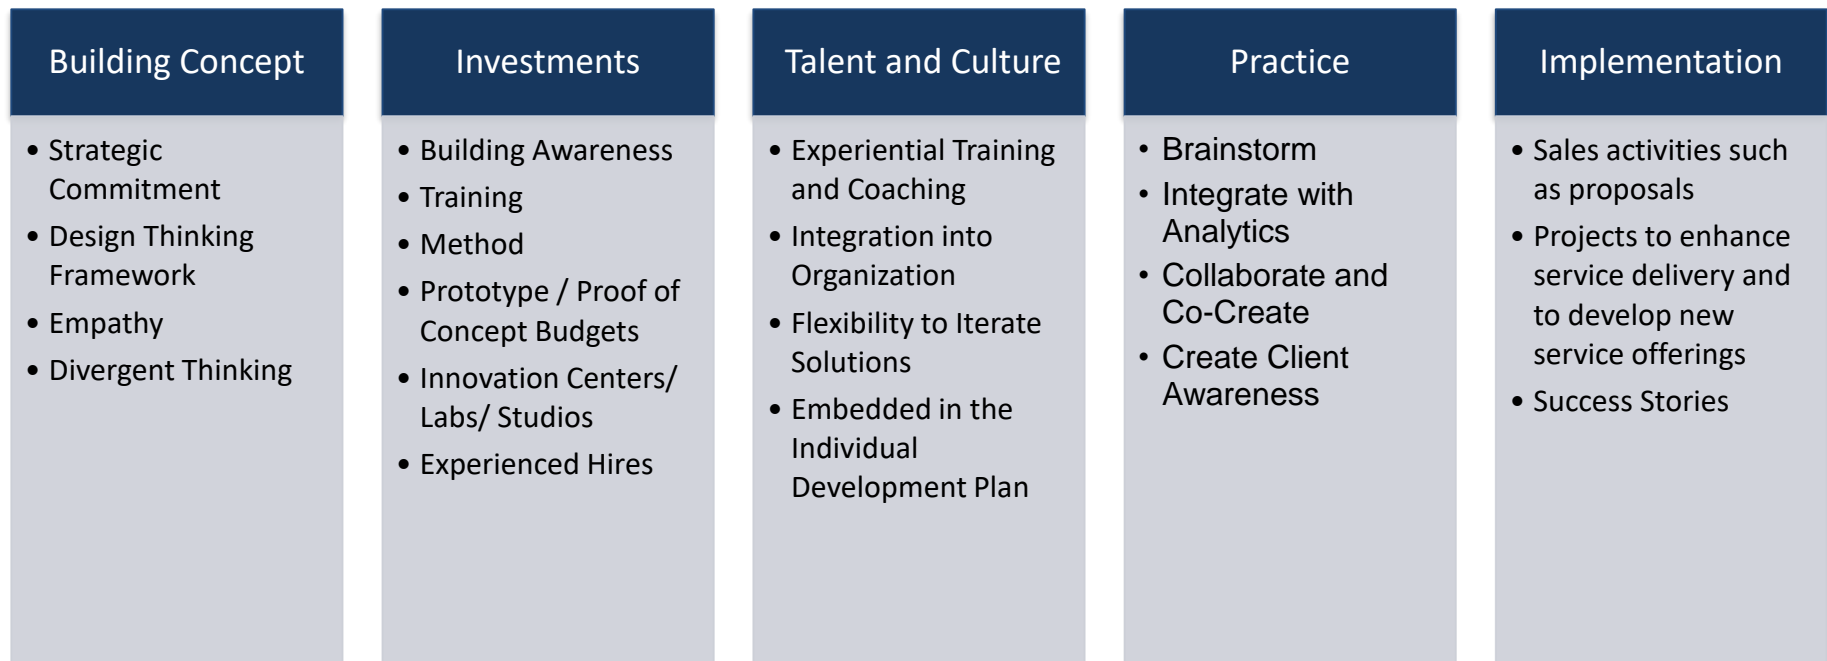 Building Concept
• Strategic
Commitment
• Design Thinking
Framework
• Empathy
• Divergent Thinking
Investments
• Building Awareness
• Training
• Method
• Prototype / Proof of
Concept Budgets
• Innovation Centers/
Labs/ Studios
• Experienced Hires
Talent and Culture
• Experiential Training
and Coaching
• Integration into
Organization
• Flexibility to Iterate
Solutions
• Embedded in the
Individual
Development Plan
Practice
• Brainstorm
• Integrate with
Analytics
• Collaborate and
Co-Create
• Create Client
Awareness
Implementation
• Sales activities such
as proposals
• Projects to enhance
service delivery and
to develop new
service offerings
• Success Stories